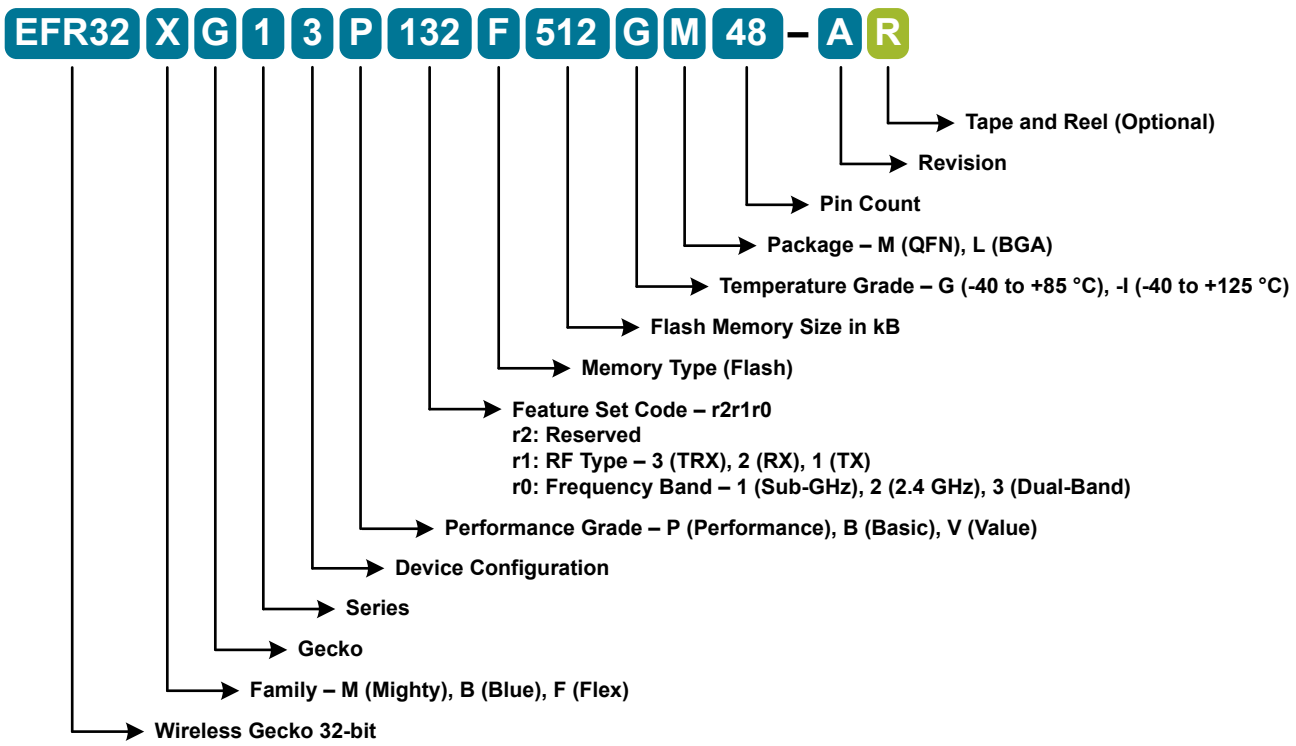 EFR32 X G 1 3 P 132 F 512 G M 48 – A R
Tape and Reel (Optional)
Revision
Pin Count
Package – M (QFN), L (BGA)
Temperature Grade – G (-40 to +85 °C), -I (-40 to +125 °C)
Flash Memory Size in kB
Memory Type (Flash)
Feature Set Code – r2r1r0
r2: Reserved
r1: RF Type – 3 (TRX), 2 (RX), 1 (TX)
r0: Frequency Band – 1 (Sub-GHz), 2 (2.4 GHz), 3 (Dual-Band)
Performance Grade – P (Performance), B (Basic), V (Value)
Device Configuration
Series
Gecko
Family – M (Mighty), B (Blue), F (Flex)
Wireless Gecko 32-bit